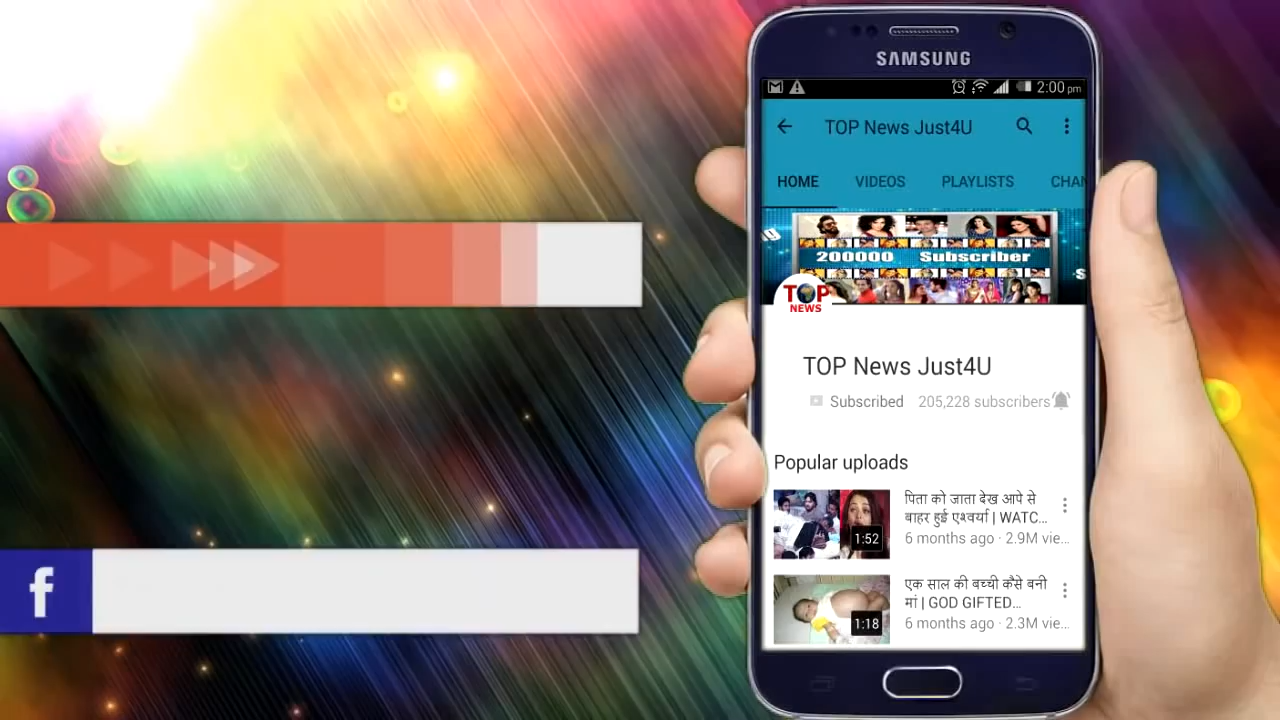 SAMSUNG
2:00 pm
TOP News Just4U
HOME VIDEOS PLAYLISTS CHAN
200000 Subscriber
TOP
NEWS
TOP News Just4U
Subscribed 205,228 subscribers
Popular uploads
पिता को जाता देख आपे से
बाहर हुई एश्वर्या | WATC...
6 months ago · 2.9M vie...
1:52
एक साल की बच्ची कैसे बनी
मां | GOD GIFTED...
6 months ago · 2.3M vie...
1:18
f